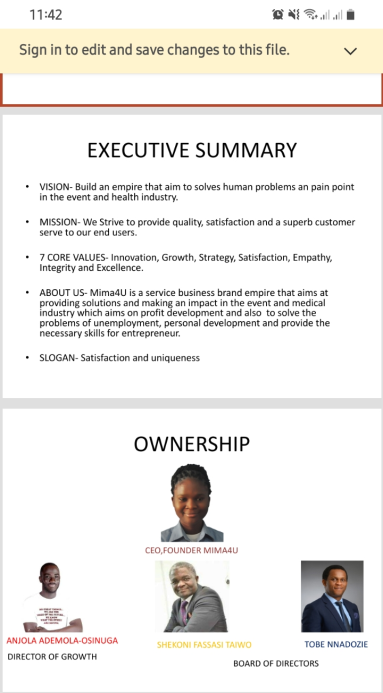 11:42
Sign in to edit and save changes to this file.
EXECUTIVE SUMMARY
• VISION- Build an empire that aim to solves human problems an pain point
in the event and health industry.
• MISSION- We Strive to provide quality, satisfaction and a superb customer
serve to our end users.
• 7 CORE VALUES- Innovation, Growth, Strategy, Satisfaction, Empathy,
Integrity and Excellence.
• ABOUT US- Mima4U is a service business brand empire that aims at
providing solutions and making an impact in the event and medical
industry which aims on profit development and also to solve the
problems of unemployment, personal development and provide the
necessary skills for entrepreneur.
• SLOGAN- Satisfaction and uniqueness
OWNERSHIP
CEO,FOUNDER MIMA4U
ANJOLA ADEMOLA-OSINUGA
DIRECTOR OF GROWTH
SHEKONI FASSASI TAIWO
TOBE NNADOZIE
BOARD OF DIRECTORS